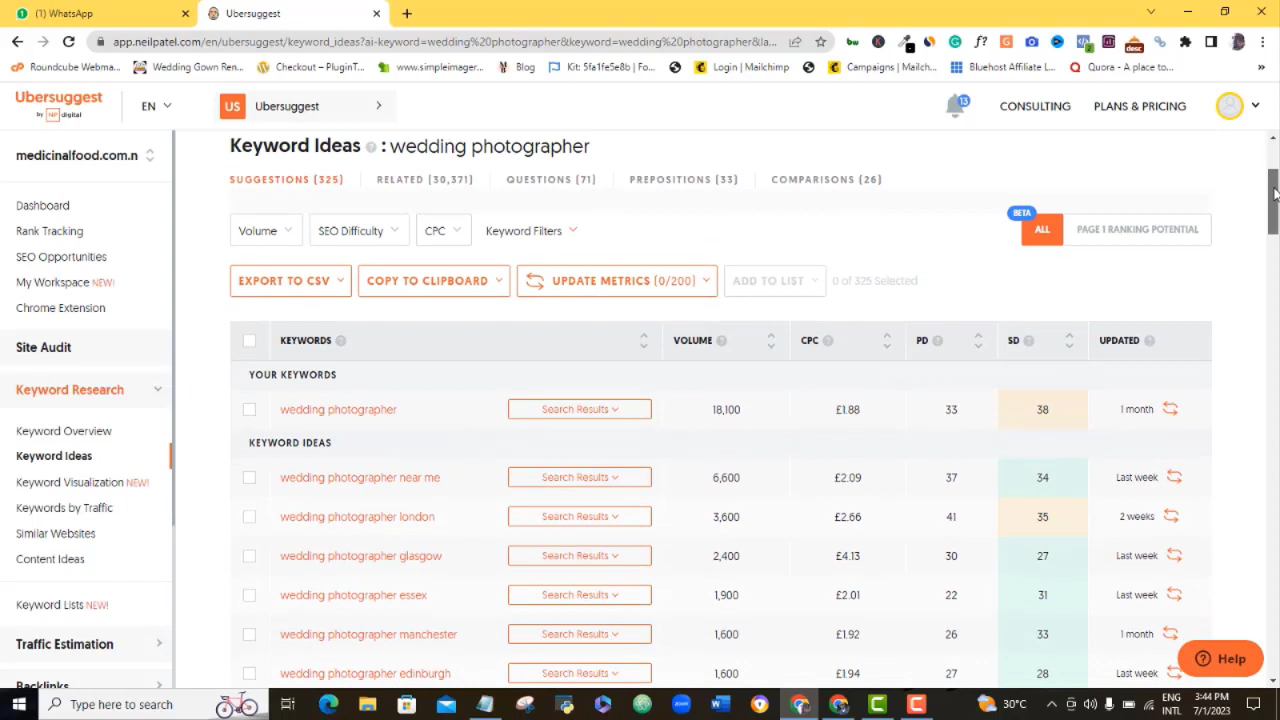 (1) WhatsApp
Ubersuggest
app.neilpatel.com/en/ubersuggest/keyword_ideas?ai-keyword=wedding%20photographer&keyword=wedding%20photographer&la...
Roundcube Webma...
Wedding Gown Ren...
Checkout – PluginT...
www.simpleimager...
Blog
Kit: 5fa1fe5e8b | Fo...
Login | Mailchimp
Campaigns | Mailch...
Bluehost Affiliate L...
Quora - A place to...
»
Ubersuggest
by NP digital
EN
US Ubersuggest
13
CONSULTING
PLANS & PRICING
medicinalfood.com.n
Dashboard
Rank Tracking
SEO Opportunities
My Workspace NEW!
Chrome Extension
Site Audit
Keyword Research
Keyword Overview
Keyword Ideas
Keyword Visualization NEW!
Keywords by Traffic
Similar Websites
Content Ideas
Keyword Lists NEW!
Traffic Estimation
Backlinks
Keyword Ideas ? : wedding photographer
SUGGESTIONS (325) RELATED (30,371) QUESTIONS (71) PREPOSITIONS (33) COMPARISONS (26)
Volume SEO Difficulty CPC Keyword Filters
BETA
ALL PAGE 1 RANKING POTENTIAL
EXPORT TO CSV COPY TO CLIPBOARD UPDATE METRICS (0/200) ADD TO LIST 0 of 325 Selected
KEYWORDS ? VOLUME ? CPC ? PD ? SD ? UPDATED ?
YOUR KEYWORDS
wedding photographer Search Results 18,100 £1.88 33 38 1 month
KEYWORD IDEAS
wedding photographer near me Search Results 6,600 £2.09 37 34 Last week
wedding photographer london Search Results 3,600 £2.66 41 35 2 weeks
wedding photographer glasgow Search Results 2,400 £4.13 30 27 Last week
wedding photographer essex Search Results 1,900 £2.01 22 31 Last week
wedding photographer manchester Search Results 1,600 £1.92 26 33 1 month
wedding photographer edinburgh Search Results 1,600 £1.94 27 28 Last week
? Help
Type here to search
30°C
ENG
INTL
3:44 PM
7/1/2023